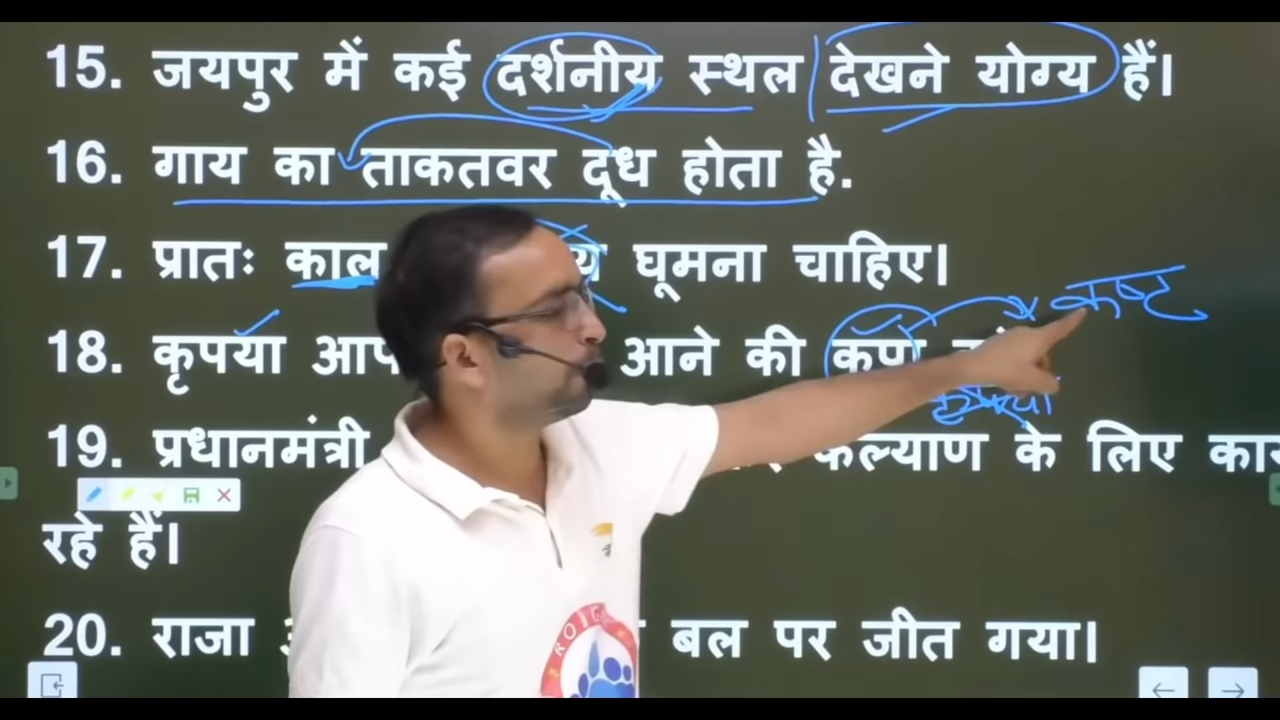 15. जयपुर में कई दर्शनीय स्थल देखने योग्य हैं।
16. गाय का ताकतवर दूध होता है.
17. प्रातः काल घूमना चाहिए।
कष्ट
18. कृपया आप आने की कृपा
19. प्रधानमंत्री कल्याण के लिए
रहे हैं।
20. राजा बल पर जीत गया।